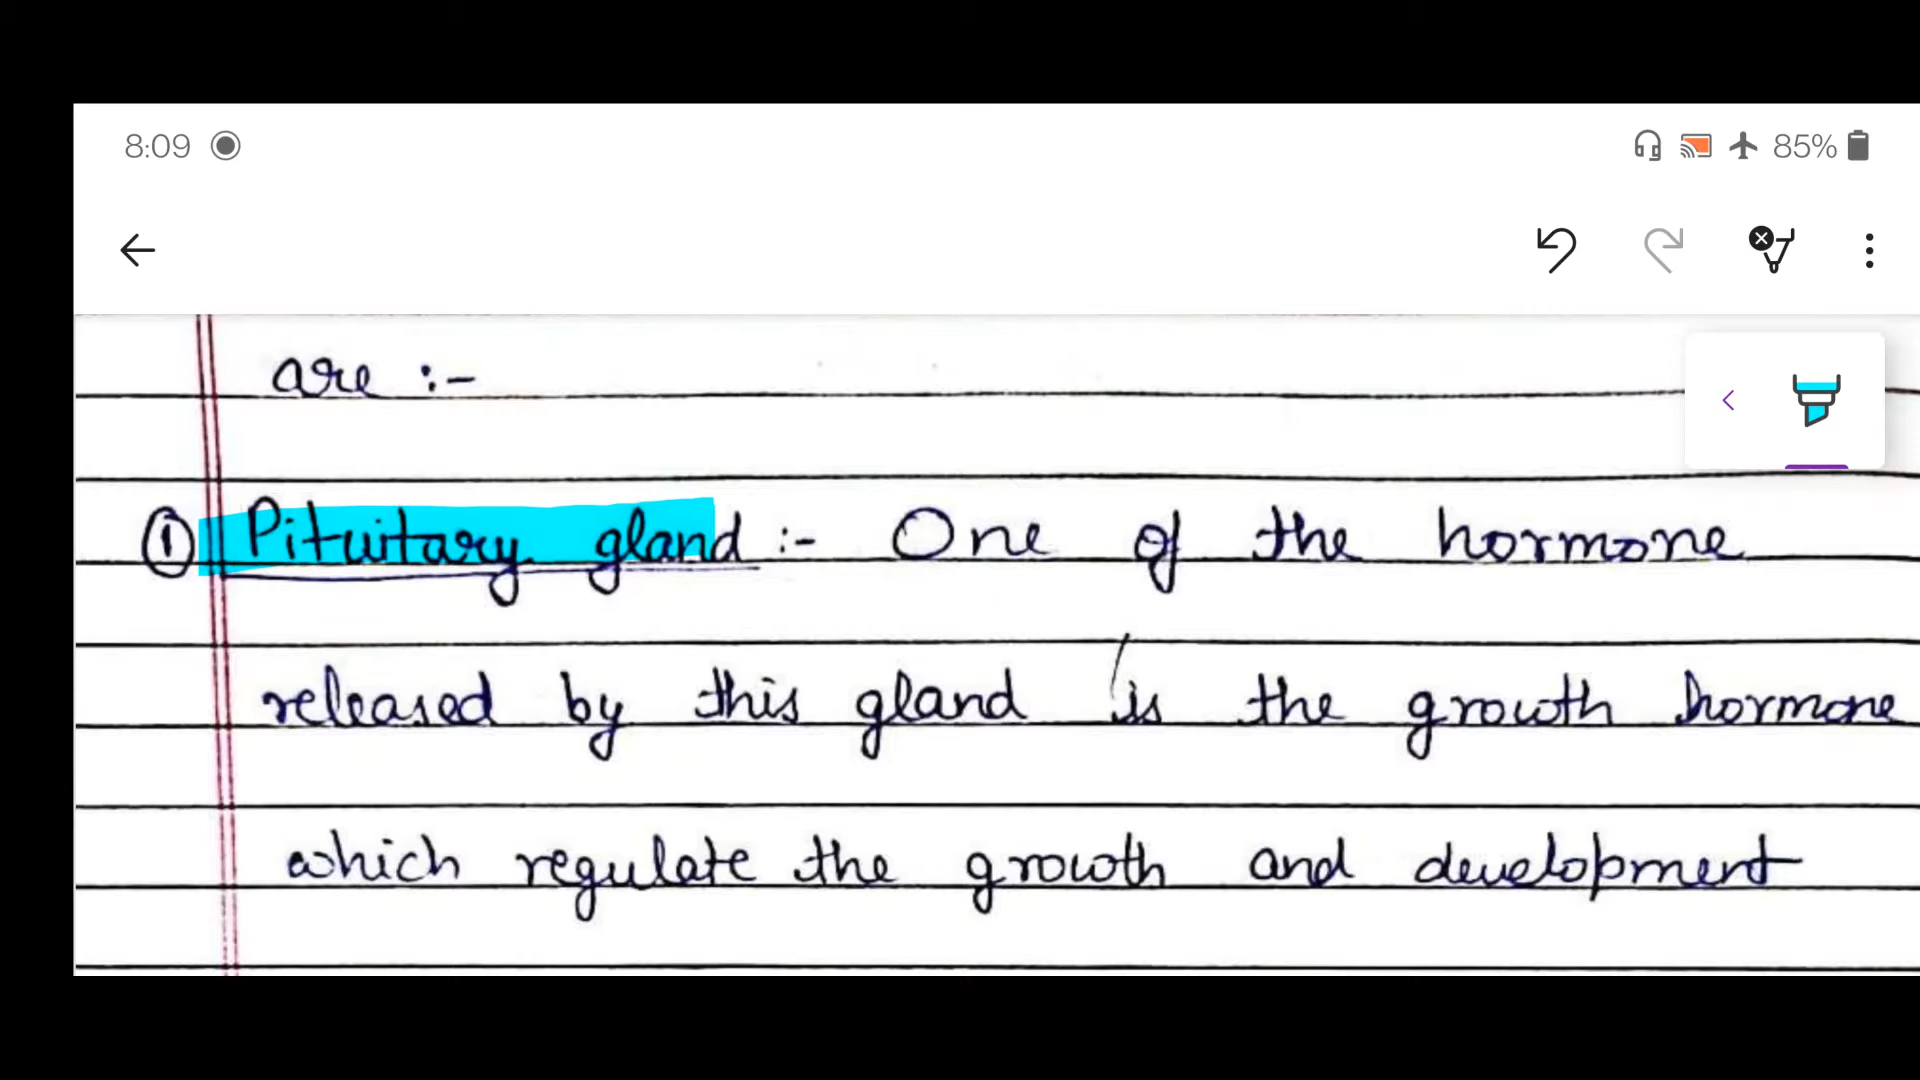 8:09 85%
are :-
① Pituitary gland :- One of the hormone
released by this gland is the growth hormone
which regulate the growth and development